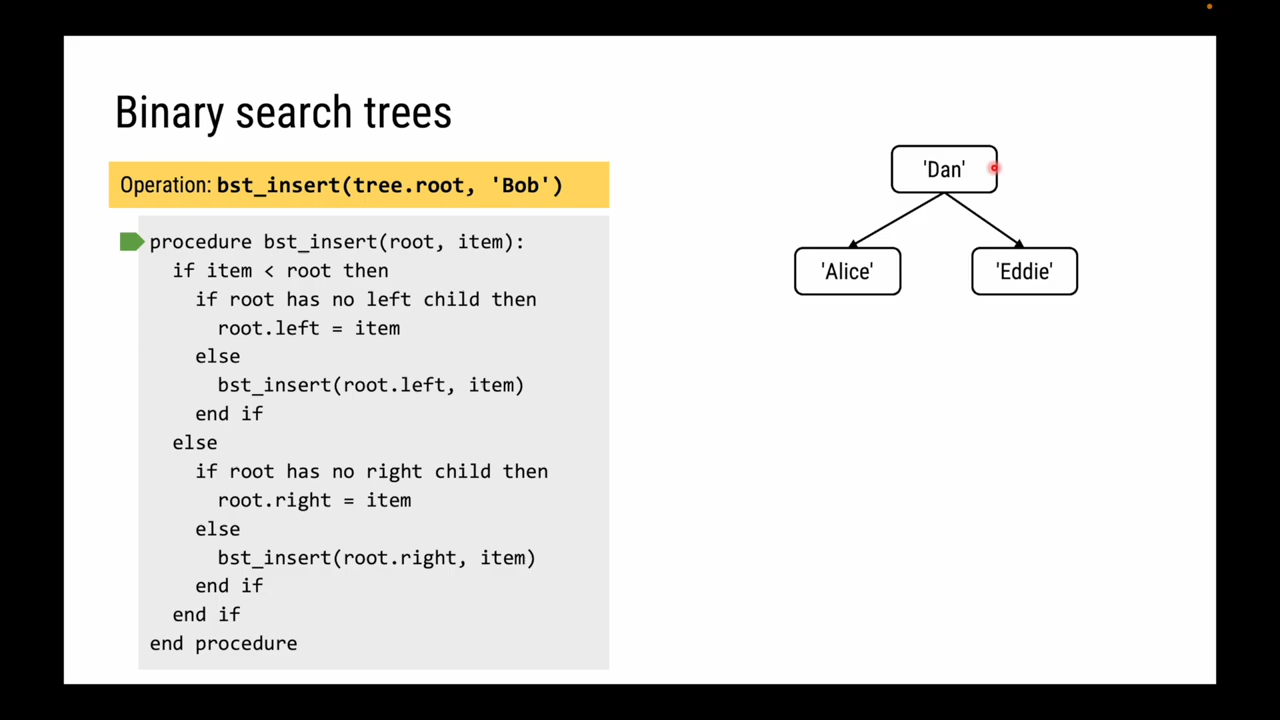 Binary search trees
Operation: bst_insert(tree.root, 'Bob')
procedure bst_insert(root, item):
  if item < root then
    if root has no left child then
      root.left = item
    else
      bst_insert(root.left, item)
    end if
  else
    if root has no right child then
      root.right = item
    else
      bst_insert(root.right, item)
    end if
  end if
end procedure
'Dan'
'Alice'
'Eddie'